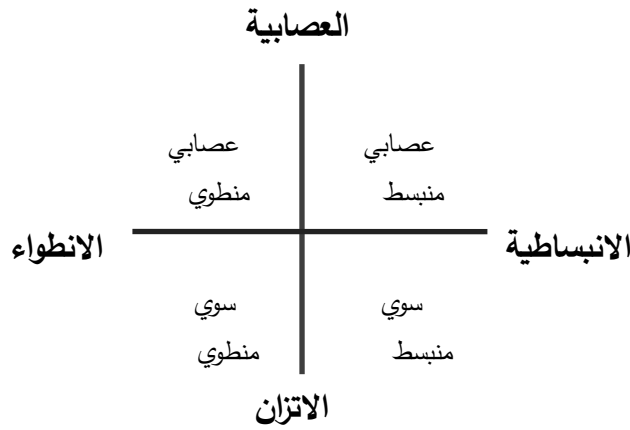 العصابية
عصابي
عصابي
منبسط
منطوي
الانبساطية
الانطواء
سوي
سوي
منبسط
منطوي
الاتزان